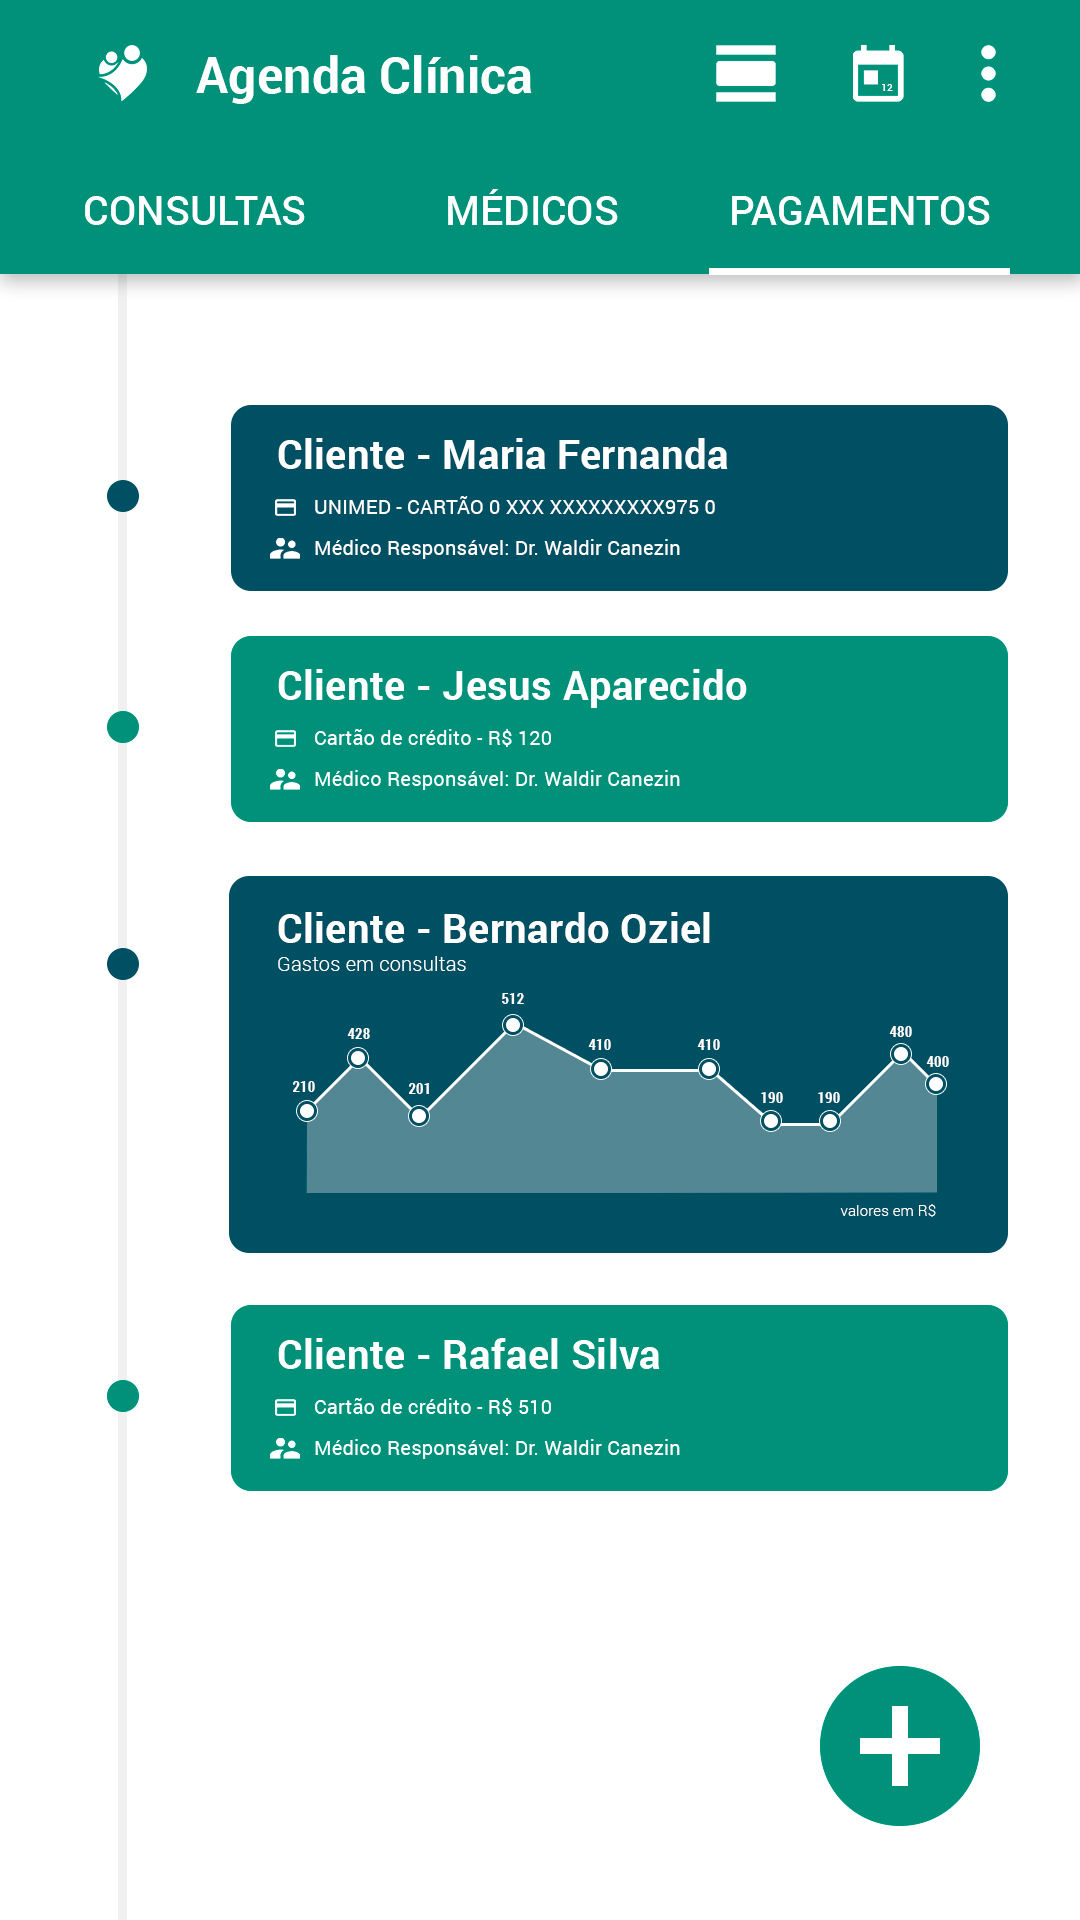 Agenda Clínica
12
CONSULTAS MÉDICOS PAGAMENTOS
Cliente - Maria Fernanda
UNIMED - CARTÃO 0 XXX XXXXXXXXX975 0
Médico Responsável: Dr. Waldir Canezin
Cliente - Jesus Aparecido
Cartão de crédito - R$ 120
Médico Responsável: Dr. Waldir Canezin
Cliente - Bernardo Oziel
Gastos em consultas
210 428 201 512 410 410 190 190 480 400
valores em R$
Cliente - Rafael Silva
Cartão de crédito - R$ 510
Médico Responsável: Dr. Waldir Canezin